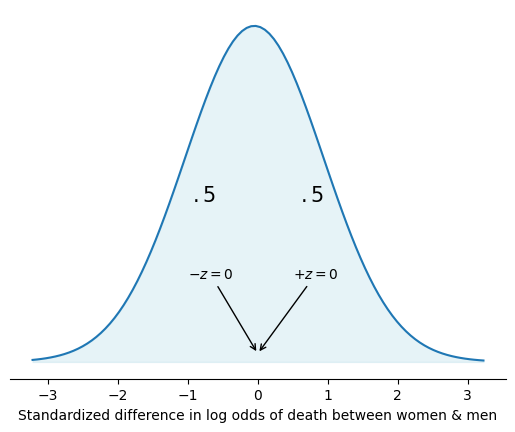 .5 .5
−z = 0 +z = 0
−3 −2 −1 0 1 2 3
Standardized difference in log odds of death between women & men